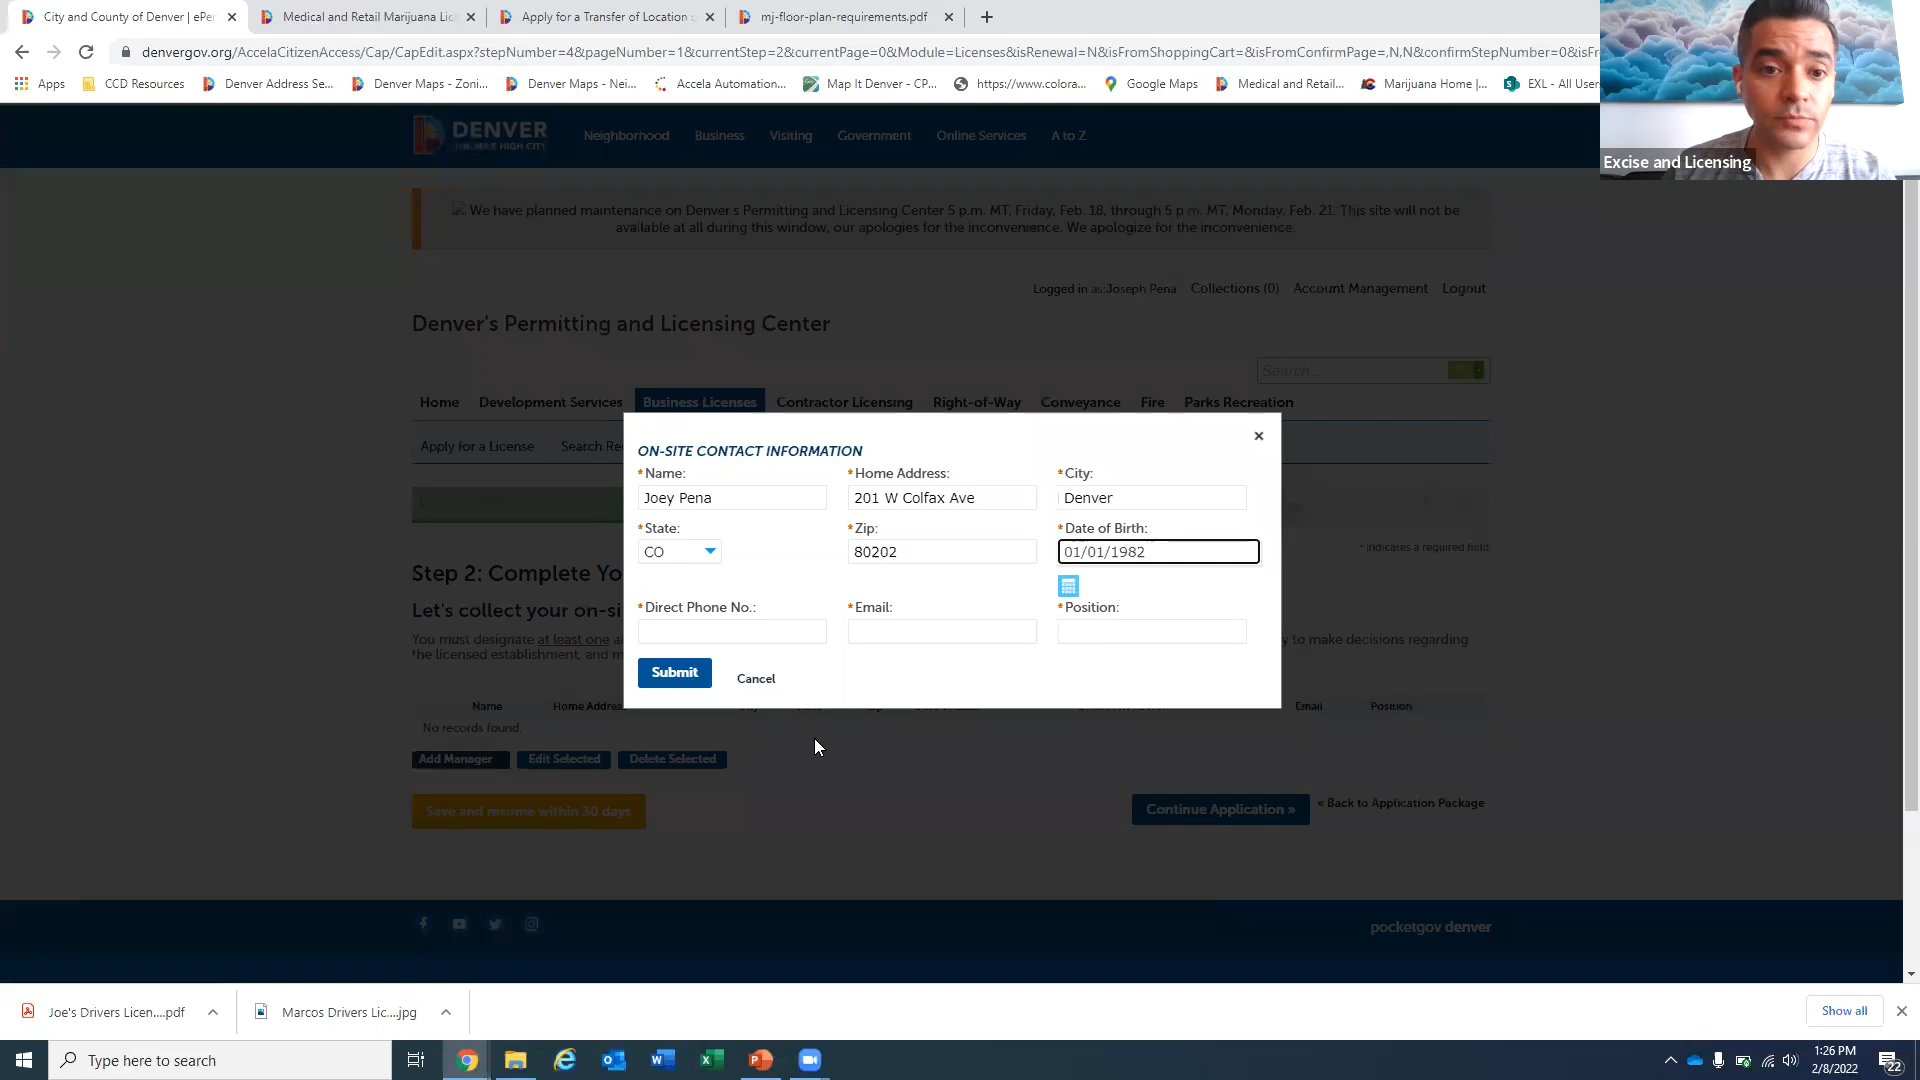 City and County of Denver | ePer
Medical and Retail Marijuana Lic
Apply for a Transfer of Location o
mj-floor-plan-requirements.pdf
denvergov.org/AccelaCitizenAccess/Cap/CapEdit.aspx?stepNumber=4&pageNumber=1&currentStep=2&currentPage=0&Module=Licenses&isRenewal=N&isFromShoppingCart=&isFromConfirmPage=,N,N&confirmStepNumber=0&isFr
Apps
CCD Resources
Denver Address Se...
Denver Maps - Zoni...
Denver Maps - Nei...
Accela Automation...
Map It Denver - CP...
https://www.colora...
Google Maps
Medical and Retail...
Marijuana Home |...
EXL - All User
Excise and Licensing
DENVER
THE MILE HIGH CITY
Neighborhood
Business
Visiting
Government
Online Services
A to Z
We have planned maintenance on Denver s Permitting and Licensing Center 5 p.m. MT, Friday, Feb. 18, through 5 p m. MT, Monday, Feb. 21. This site will not be
available at all during this window, our apologies for the inconvenience. We apologize for the inconvenience.
Logged in as:Joseph Pena
Collections (0)
Account Management
Logout
Denver's Permitting and Licensing Center
Search...
Home
Development Services
Business Licenses
Contractor Licensing
Right-of-Way
Conveyance
Fire
Parks Recreation
Apply for a License
Search Re
ON-SITE CONTACT INFORMATION
*Name:
*Home Address:
*City:
Joey Pena
201 W Colfax Ave
Denver
*State:
*Zip:
*Date of Birth:
CO
80202
01/01/1982
* indicates a required field.
Step 2: Complete Yo
Let's collect your on-si
*Direct Phone No.:
*Email:
*Position:
You must designate at least one a
y to make decisions regarding
the licensed establishment, and m
Submit
Cancel
Name
Home Addres
Email
Position
No records found.
Add Manager
Edit Selected
Delete Selected
Save and resume within 30 days
Continue Application »
« Back to Application Package
pocketgov denver
Joe's Drivers Licen....pdf
Marcos Drivers Lic....jpg
Show all
Type here to search
1:26 PM
2/8/2022
22